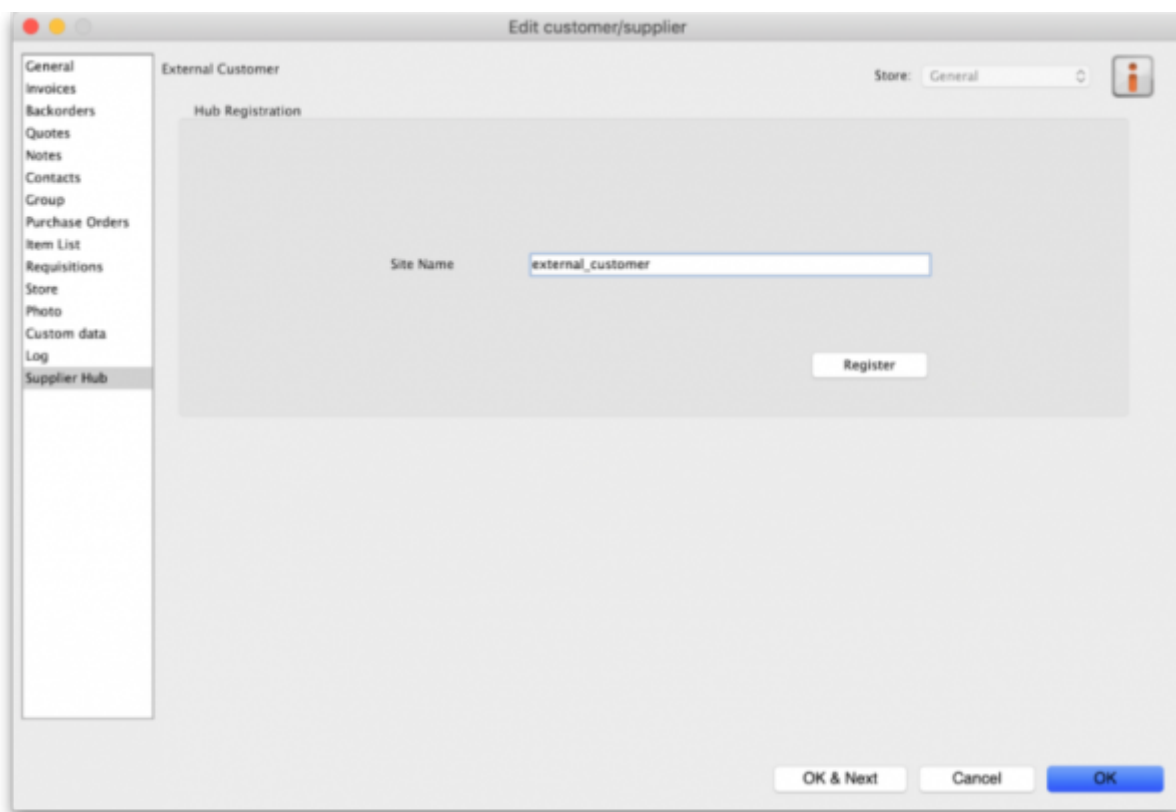 Edit customer/supplier
General
Invoices
Backorders
Quotes
Notes
Contacts
Group
Purchase Orders
Item List
Requisitions
Store
Photo
Custom data
Log
Supplier Hub
External Customer
Store: General
Hub Registration
Site Name external_customer
Register
OK & Next Cancel OK